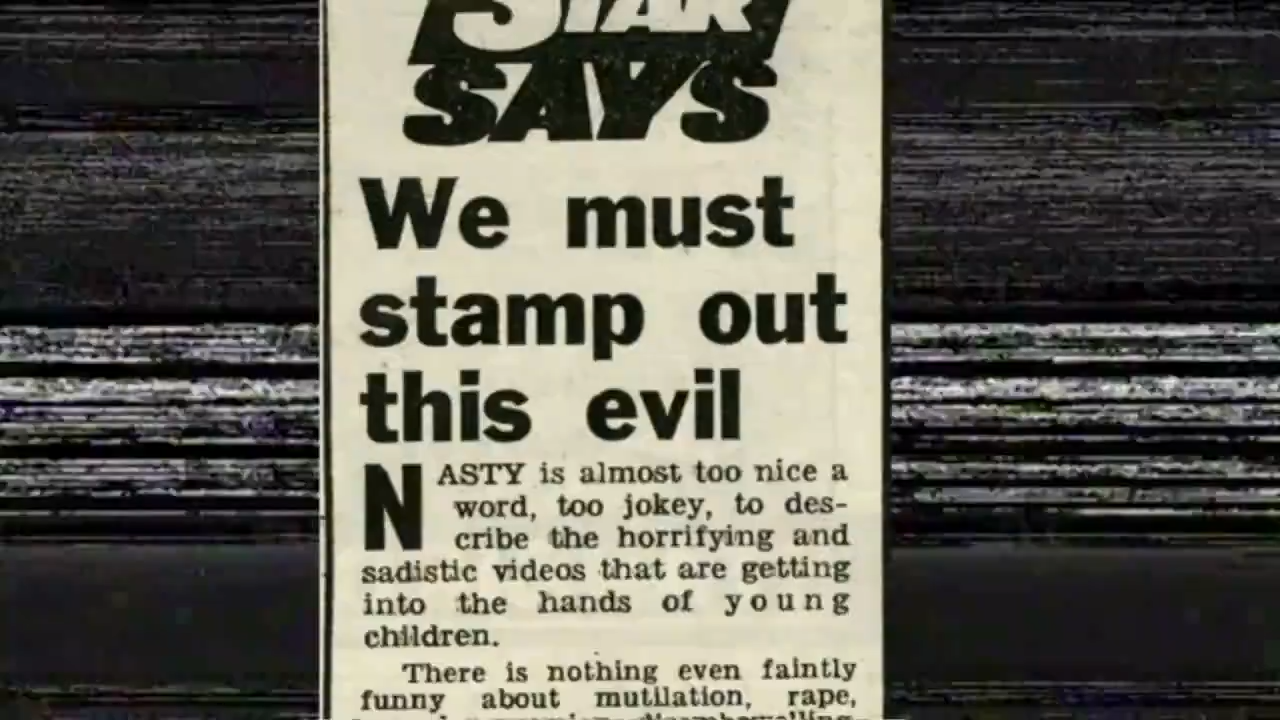 STAR
SAYS
We must
stamp out
this evil
NASTY is almost too nice a
word, too jokey, to des-
cribe the horrifying and
sadistic videos that are getting
into the hands of young
children.
There is nothing even faintly
funny about mutilation, rape,